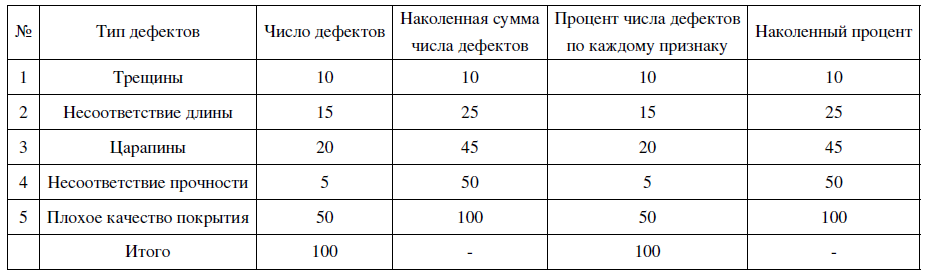 № Тип дефектов Число дефектов Наколенная сумма числа дефектов Процент числа дефектов по каждому признаку Наколенный процент
1 Трещины 10 10 10 10
2 Несоответствие длины 15 25 15 25
3 Царапины 20 45 20 45
4 Несоответствие прочности 5 50 5 50
5 Плохое качество покрытия 50 100 50 100
Итого 100 - 100 -